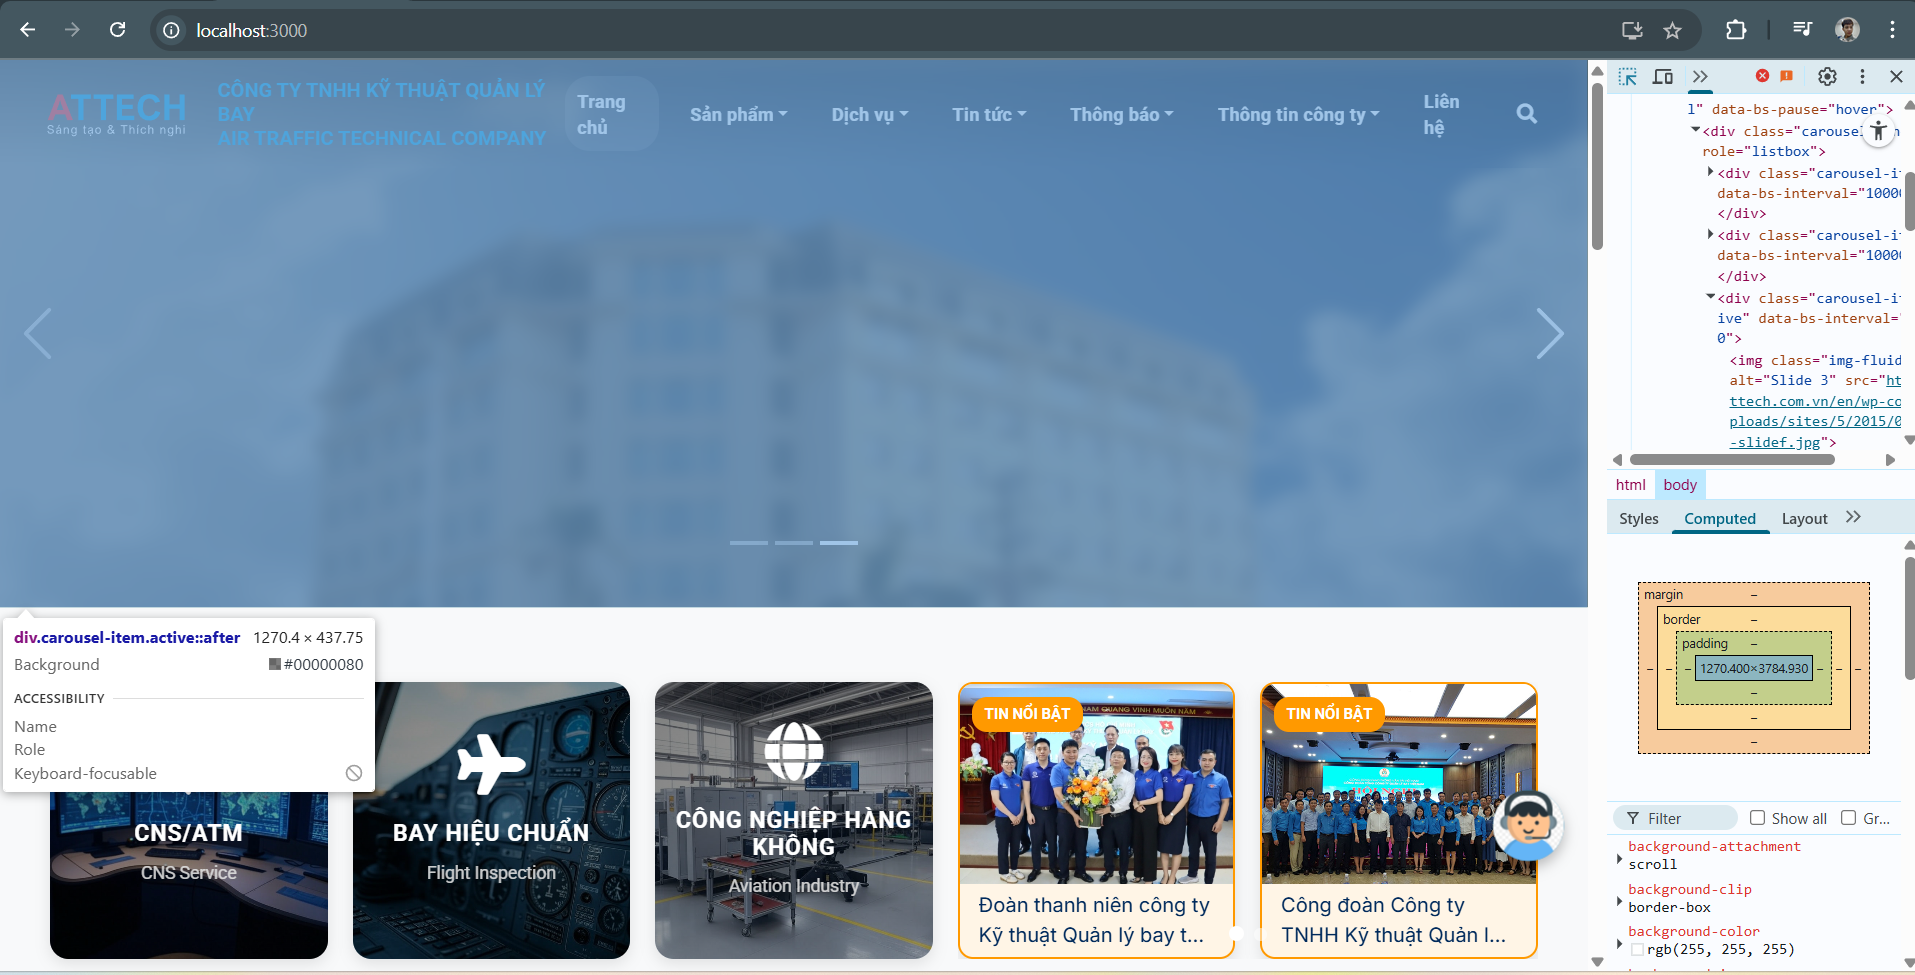 localhost:3000
ATTECH
Sáng tạo & Thích nghi
CÔNG TY TNHH KỸ THUẬT QUẢN LÝ
BAY
AIR TRAFFIC TECHNICAL COMPANY
Trang
chủ
Sản phẩm
Dịch vụ
Tin tức
Thông báo
Thông tin công ty
Liên
hệ
div.carousel-item.active::after 1270.4 × 437.75
Background #00000080
ACCESSIBILITY
Name
Role
Keyboard-focusable
CNS/ATM
CNS Service
BAY HIỆU CHUẨN
Flight Inspection
CÔNG NGHIỆP HÀNG
KHÔNG
Aviation Industry
TIN NỔI BẬT
Đoàn thanh niên công ty
Kỹ thuật Quản lý bay t...
TIN NỔI BẬT
Công đoàn Công ty
TNHH Kỹ thuật Quản l...
l" data-bs-pause="hover">
<div class="carousel
role="listbox">
<div class="carousel-i
data-bs-interval="1000
</div>
<div class="carousel-i
data-bs-interval="1000
</div>
<div class="carousel-i
ive" data-bs-interval=
0">
<img class="img-fluid
alt="Slide 3" src="ht
ttech.com.vn/en/wp-co
ploads/sites/5/2015/0
-slidef.jpg">
html body
Styles Computed Layout
margin –
border –
padding –
– – – 1270.400×3784.930 – – –
–
–
–
Filter Show all Gr...
background-attachment
scroll
background-clip
border-box
background-color
rgb(255, 255, 255)